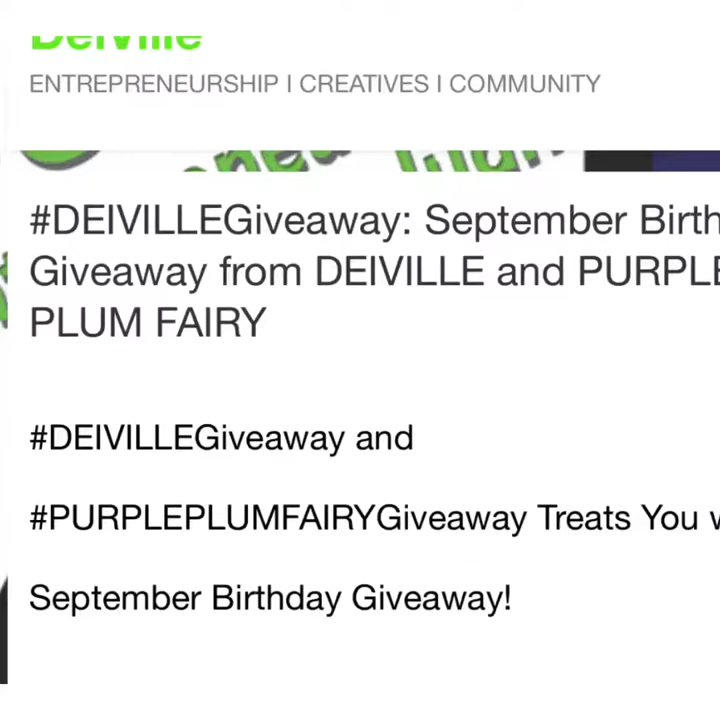 Deiville
ENTREPRENEURSHIP I CREATIVES I COMMUNITY
#DEIVILLEGiveaway: September Birth
Giveaway from DEIVILLE and PURPLE
PLUM FAIRY
#DEIVILLEGiveaway and
#PURPLEPLUMFAIRYGiveaway Treats You
September Birthday Giveaway!